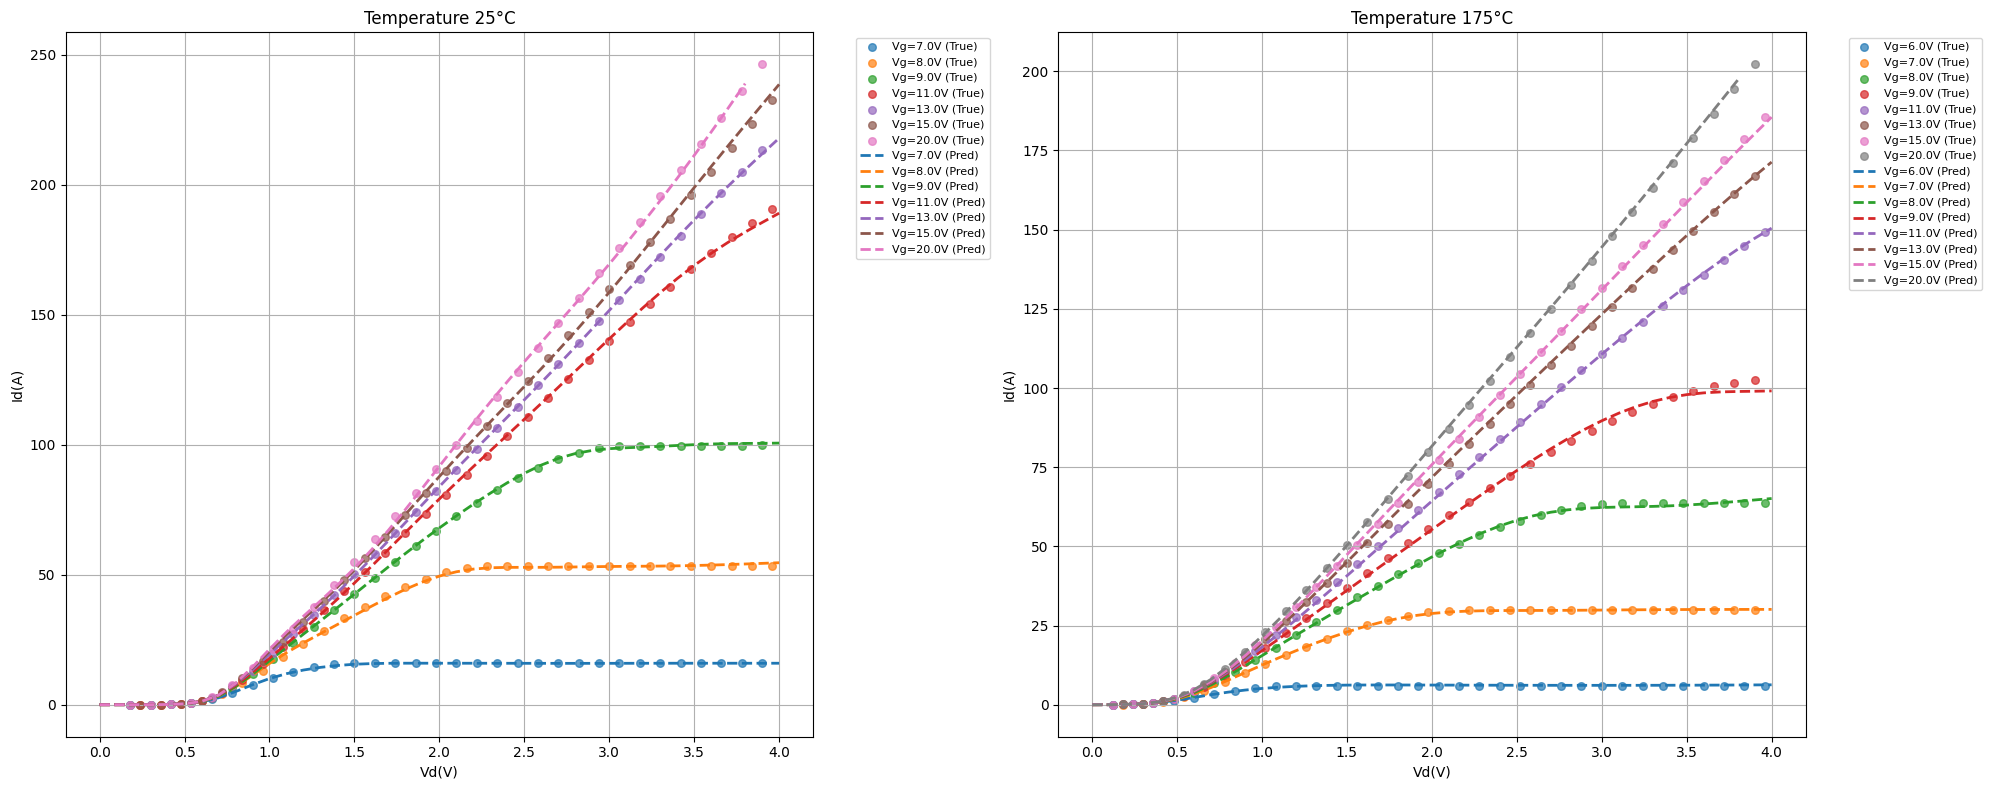 Temperature 25°C
250
200
150
100
50
0
Id(A)
0.0
0.5
1.0
1.5
2.0
2.5
3.0
3.5
4.0
Vd(V)
Vg=7.0V (True)
Vg=8.0V (True)
Vg=9.0V (True)
Vg=11.0V (True)
Vg=13.0V (True)
Vg=15.0V (True)
Vg=20.0V (True)
Vg=7.0V (Pred)
Vg=8.0V (Pred)
Vg=9.0V (Pred)
Vg=11.0V (Pred)
Vg=13.0V (Pred)
Vg=15.0V (Pred)
Vg=20.0V (Pred)
Temperature 175°C
200
175
150
125
100
75
50
25
0
Id(A)
0.0
0.5
1.0
1.5
2.0
2.5
3.0
3.5
4.0
Vd(V)
Vg=6.0V (True)
Vg=7.0V (True)
Vg=8.0V (True)
Vg=9.0V (True)
Vg=11.0V (True)
Vg=13.0V (True)
Vg=15.0V (True)
Vg=20.0V (True)
Vg=6.0V (Pred)
Vg=7.0V (Pred)
Vg=8.0V (Pred)
Vg=9.0V (Pred)
Vg=11.0V (Pred)
Vg=13.0V (Pred)
Vg=15.0V (Pred)
Vg=20.0V (Pred)